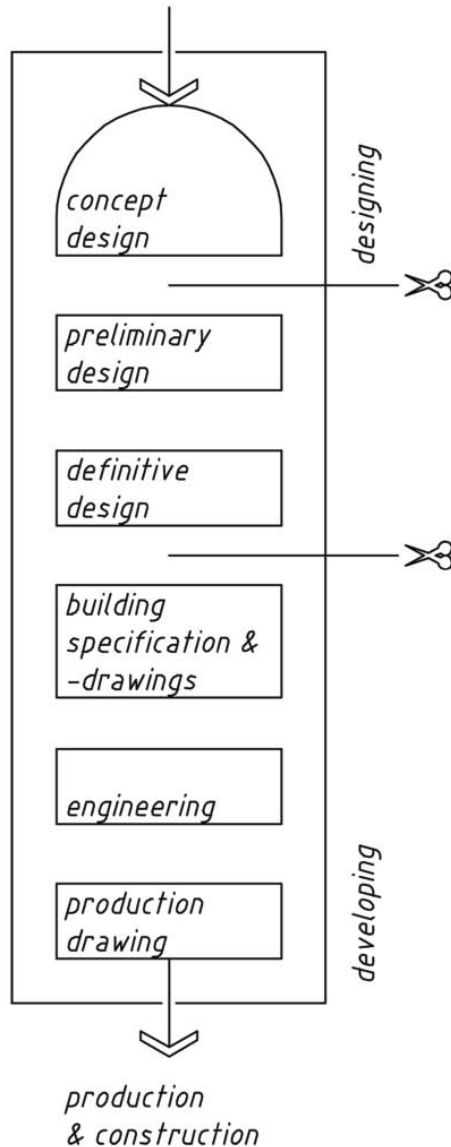 concept
design
designing
preliminary
design
definitive
design
building
specification &
-drawings
engineering
production
drawing
developing
production
& construction